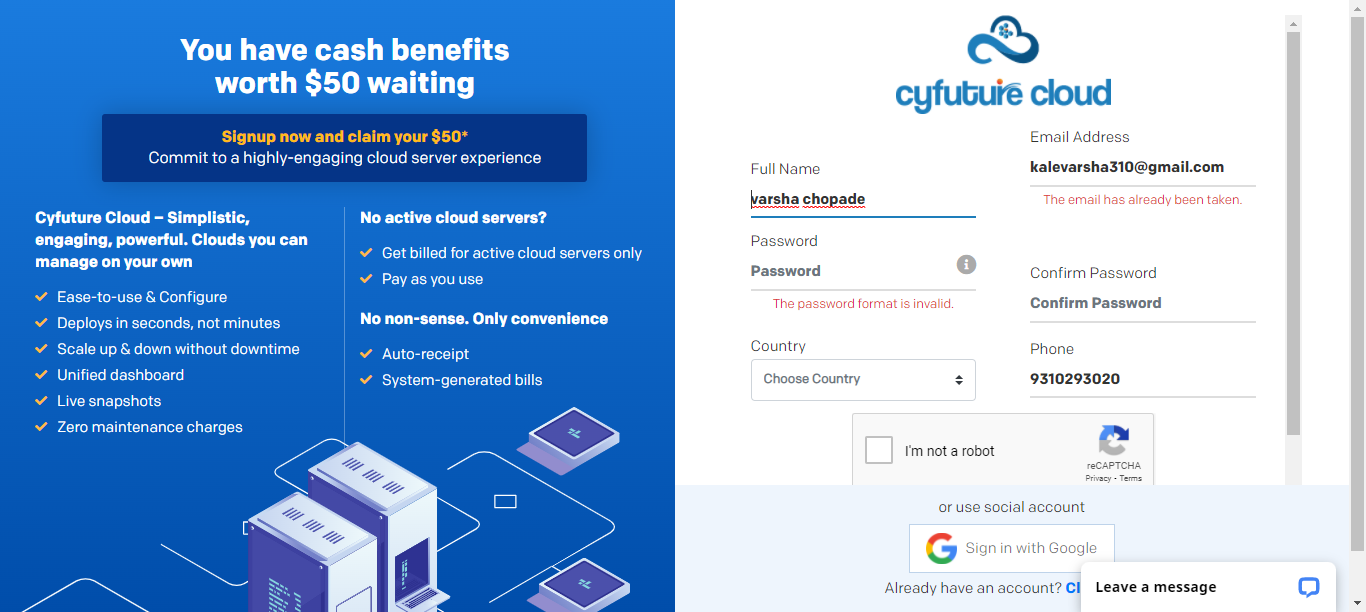 You have cash benefits
worth $50 waiting
Signup now and claim your $50*
Commit to a highly-engaging cloud server experience
Cyfuture Cloud – Simplistic,
engaging, powerful. Clouds you can
manage on your own
Ease-to-use & Configure
Deploys in seconds, not minutes
Scale up & down without downtime
Unified dashboard
Live snapshots
Zero maintenance charges
No active cloud servers?
Get billed for active cloud servers only
Pay as you use
No non-sense. Only convenience
Auto-receipt
System-generated bills
cyfuture cloud
Full Name
varsha chopade
Email Address
kalevarsha310@gmail.com
The email has already been taken.
Password
Password
The password format is invalid.
Confirm Password
Confirm Password
Country
Choose Country
Phone
9310293020
I'm not a robot
reCAPTCHA
Privacy - Terms
or use social account
Sign in with Google
Already have an account?
Leave a message